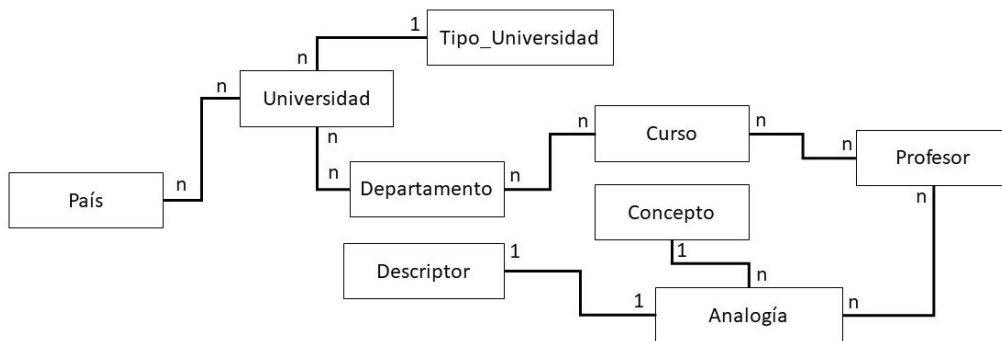 1
Tipo_Universidad
n
n
Universidad
n
n
n
Curso
n
n
Profesor
n
n
Departamento
n
n
País
n
Concepto
1
n
1
Descriptor
1
Analogía
n